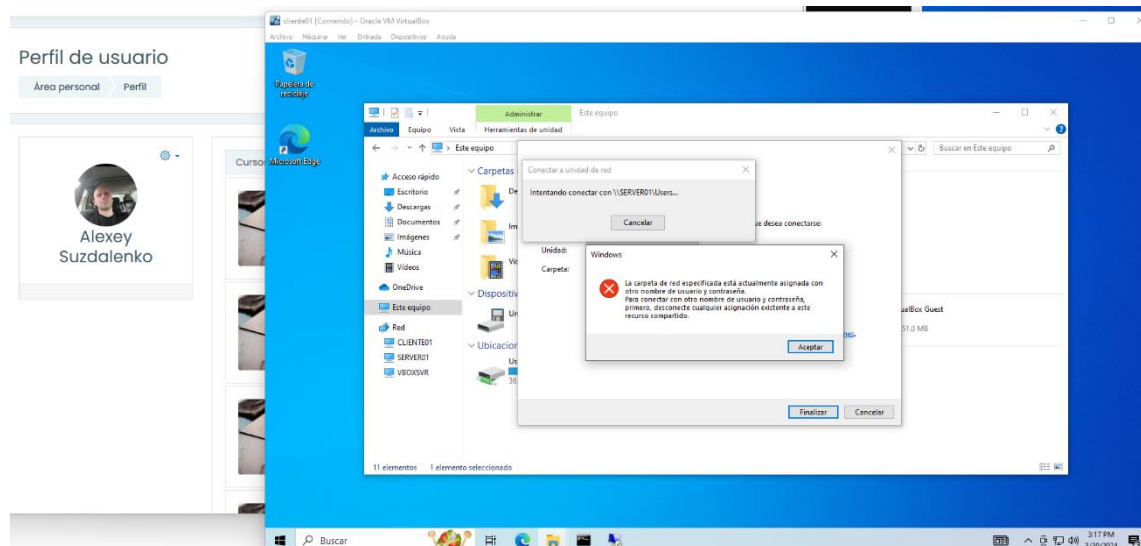 cliente01 [Corriendo] - Oracle VM VirtualBox
Archivo Máquina Ver Entrada Dispositivos Ayuda
Perfil de usuario
Área personal Perfil
Alexey
Suzdalenko
Papelera de
reciclaje
Microsoft Edge
Administrar Este equipo
Archivo Equipo Vista Herramientas de unidad
Este equipo
Buscar en Este equipo
Acceso rápido
Escritorio
Descargas
Documentos
Imágenes
Música
Vídeos
OneDrive
Este equipo
Red
CLIENTE01
SERVER01
VBOXSVR
Carpetas
De
Im
Dispositiv
Ubicacion
Conectar a unidad de red
Intentando conectar con \\SERVER01\Users...
Cancelar
ue desea conectarse:
Unidad:
Carpeta:
Windows
La carpeta de red especificada está actualmente asignada con
otro nombre de usuario y contraseña.
Para conectar con otro nombre de usuario y contraseña,
primero, desconecte cualquier asignación existente a este
recurso compartido.
Aceptar
Finalizar Cancelar
ualBox Guest
51.0 MB
11 elementos 1 elemento seleccionado
Buscar
3:17 PM